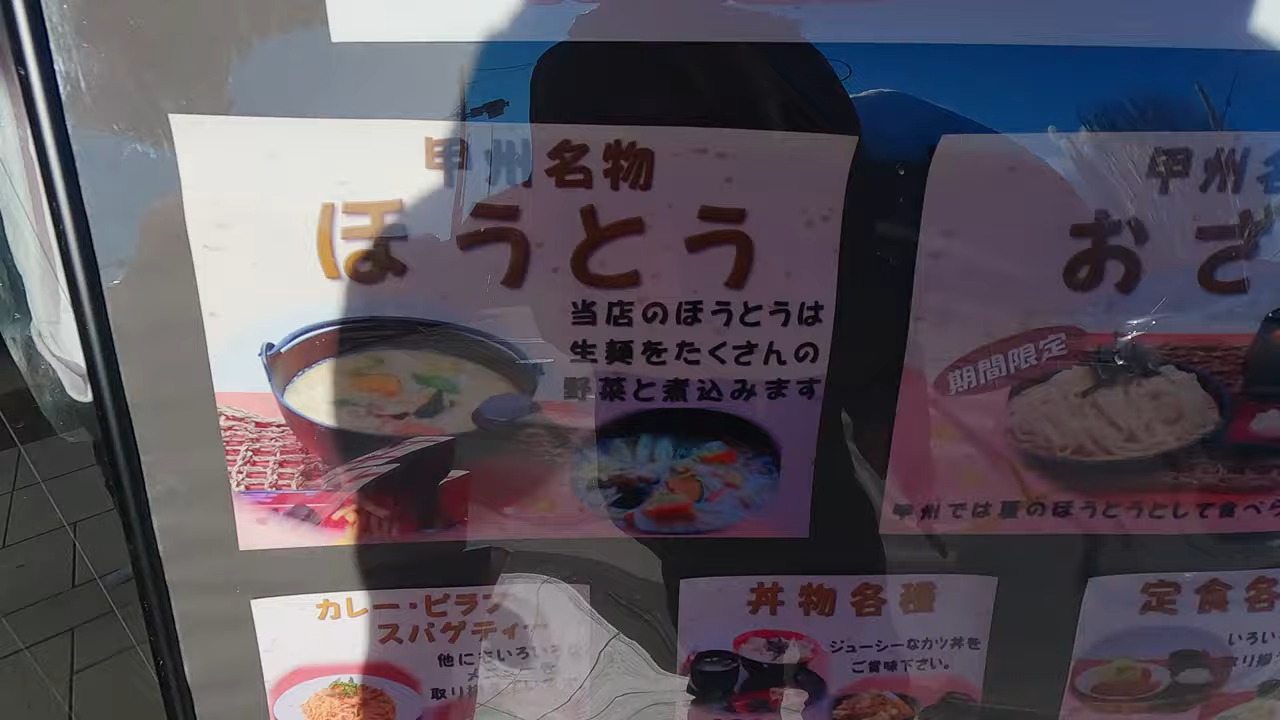 甲州名物
ほうとう
当店のほうとうは
生麺をたくさんの
野菜と煮込みます
甲州名
おざ
期間限定
甲州では夏のほうとうとして食べら
カレー・ピラフ
スパゲティー
他にもいろいろな
丼物各種
ジューシーなカツ丼を
ご賞味下さい。
定食各
いろい